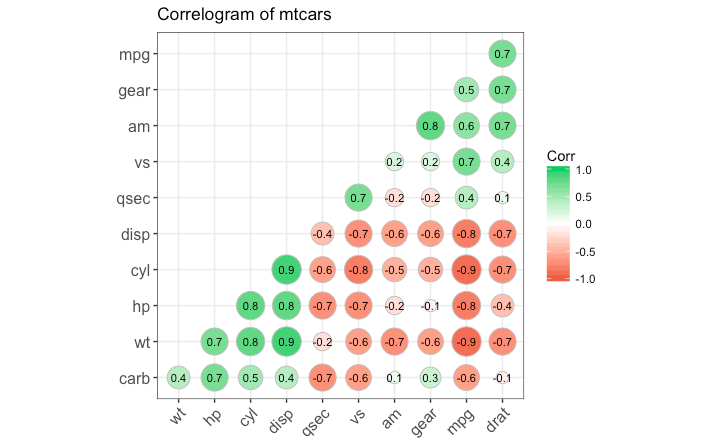 Correlogram of mtcars
mpg 0.7
gear 0.5 0.7
am 0.8 0.6 0.7
vs 0.2 0.2 0.7 0.4
qsec 0.7 -0.2 -0.2 0.4 0.1
disp -0.4 -0.7 -0.6 -0.6 -0.8 -0.7
cyl 0.9 -0.6 -0.8 -0.5 -0.5 -0.9 -0.7
hp 0.8 0.8 -0.7 -0.7 -0.2 -0.1 -0.8 -0.4
wt 0.7 0.8 0.9 -0.2 -0.6 -0.7 -0.6 -0.9 -0.7
carb 0.4 0.7 0.5 0.4 -0.7 -0.6 0.1 0.3 -0.6 -0.1
wt hp cyl disp qsec vs am gear mpg drat
Corr
1.0
0.5
0.0
-0.5
-1.0